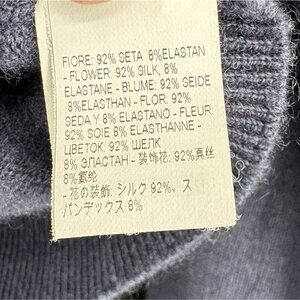 FIORE: 92% SETA 8%ELASTAN
- FLOWER: 92% SILK, 8%
ELASTANE - BLUME: 92% SEIDE
8%ELASTHAN - FLOR: 92%
SEDA Y 8% ELASTANO - FLEUR:
92% SOIE 8% ELASTHANNE -
ЦВЕТОК: 92% ШЕЛК
8% ЭЛАСТАН - 装饰花: 92%真丝
8%氨纶
- 花の装飾: シルク 92%、ス
パンデックス 8%